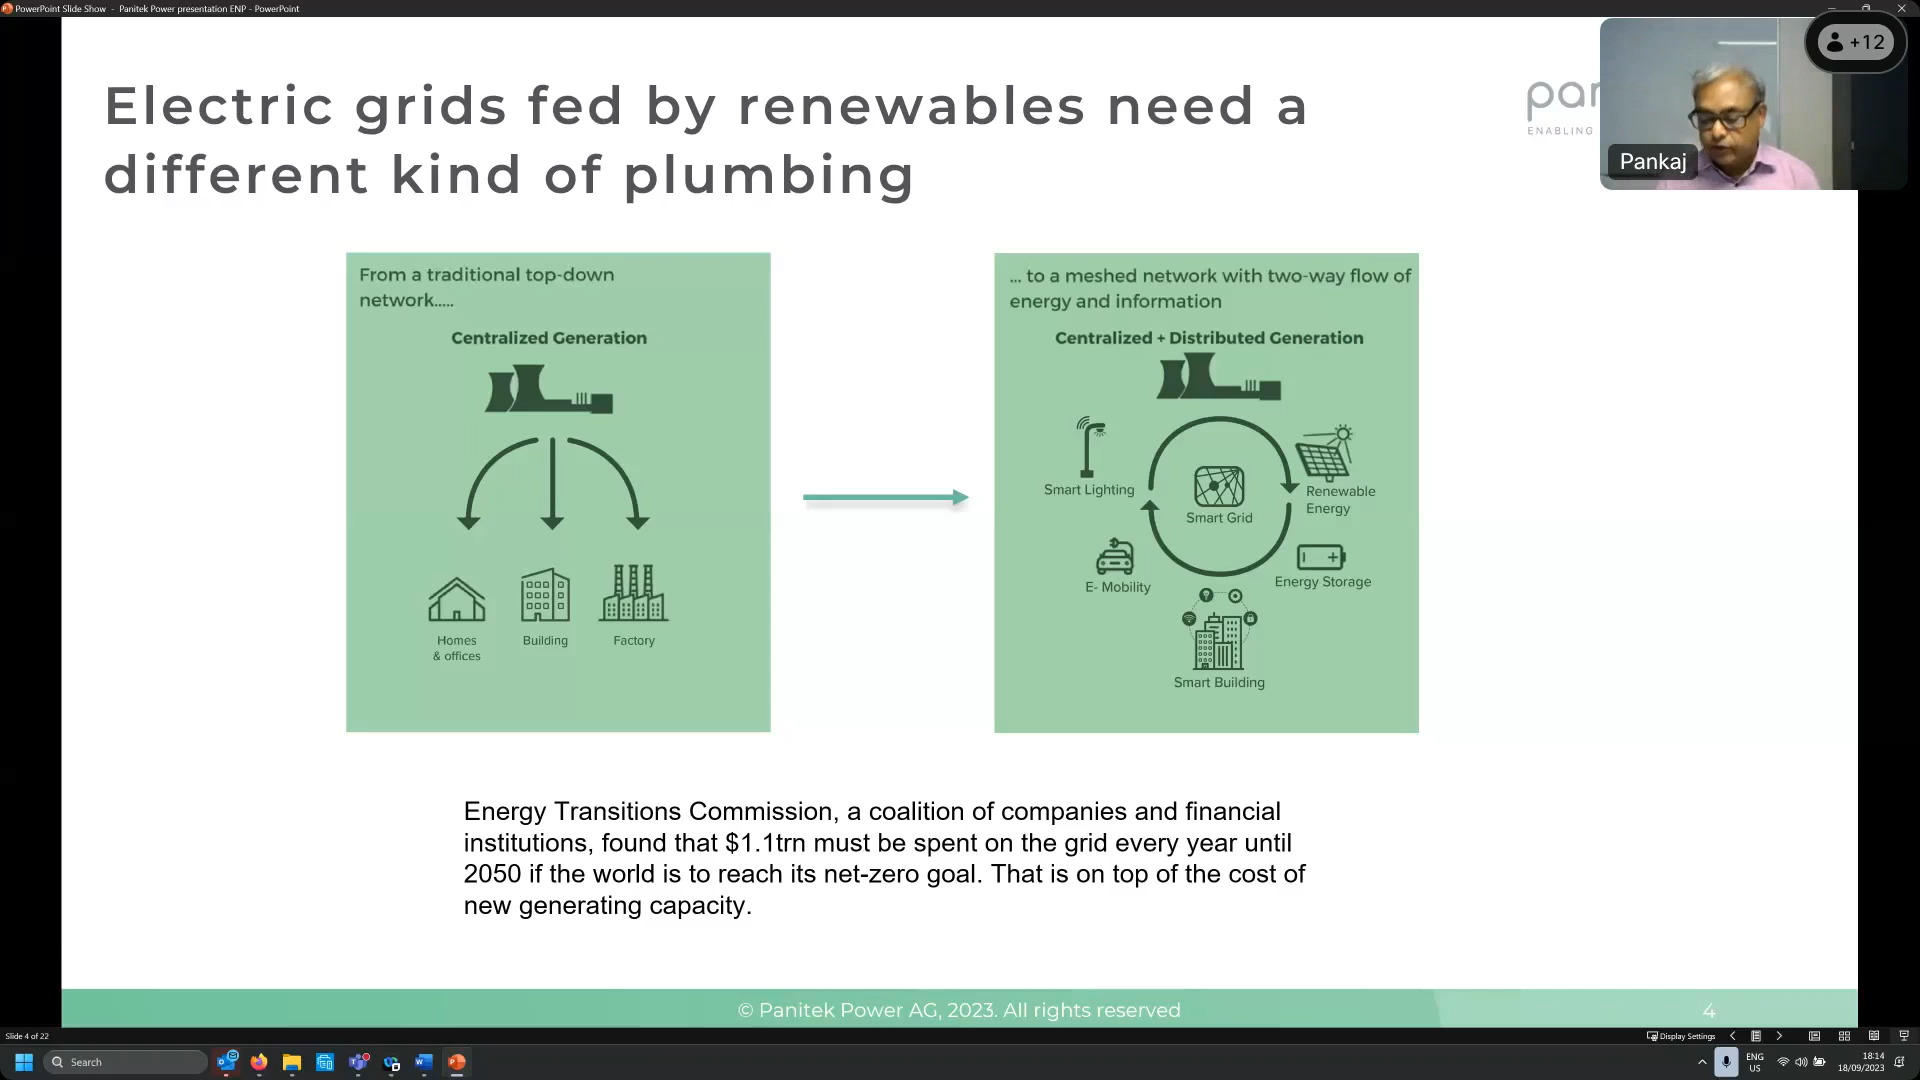 PowerPoint Slide Show - Panitek Power presentation ENP - PowerPoint
+12
Electric grids fed by renewables need a
different kind of plumbing
pan
ENABLING
Pankaj
From a traditional top-down
network.....
Centralized Generation
Homes
& offices
Building
Factory
... to a meshed network with two-way flow of
energy and information
Centralized + Distributed Generation
Smart Lighting
Smart Grid
Renewable
Energy
E- Mobility
Energy Storage
Smart Building
Energy Transitions Commission, a coalition of companies and financial
institutions, found that $1.1trn must be spent on the grid every year until
2050 if the world is to reach its net-zero goal. That is on top of the cost of
new generating capacity.
© Panitek Power AG, 2023. All rights reserved
4
Slide 4 of 22
Display Settings
Search
ENG
US
18:14
18/09/2023